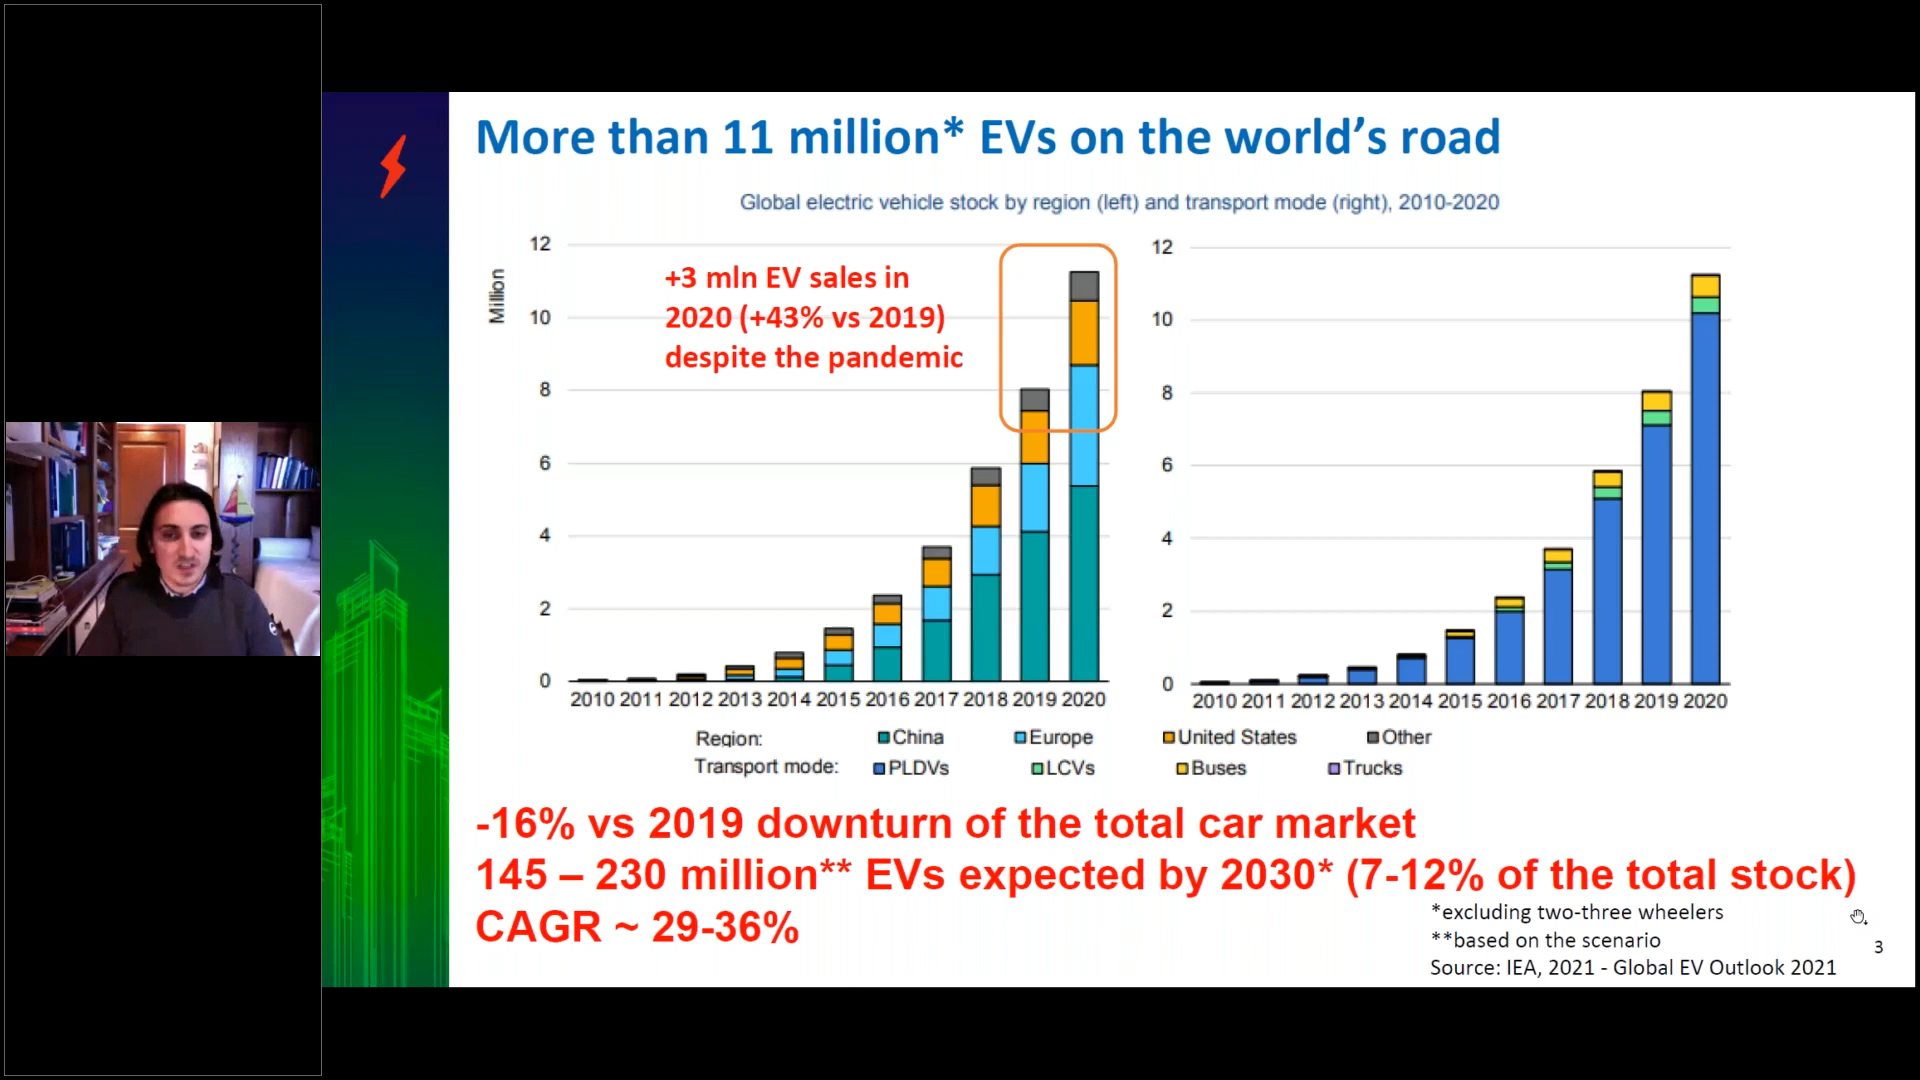 More than 11 million* EVs on the world's road
Global electric vehicle stock by region (left) and transport mode (right), 2010-2020
Million
12
10
8
6
4
2
0
+3 mln EV sales in
2020 (+43% vs 2019)
despite the pandemic
2010 2011 2012 2013 2014 2015 2016 2017 2018 2019 2020
12
10
8
6
4
2
0
2010 2011 2012 2013 2014 2015 2016 2017 2018 2019 2020
Region: China Europe United States Other
Transport mode: PLDVs LCVs Buses Trucks
-16% vs 2019 downturn of the total car market
145 – 230 million** EVs expected by 2030* (7-12% of the total stock)
CAGR ~ 29-36%
*excluding two-three wheelers
**based on the scenario
Source: IEA, 2021 - Global EV Outlook 2021
3